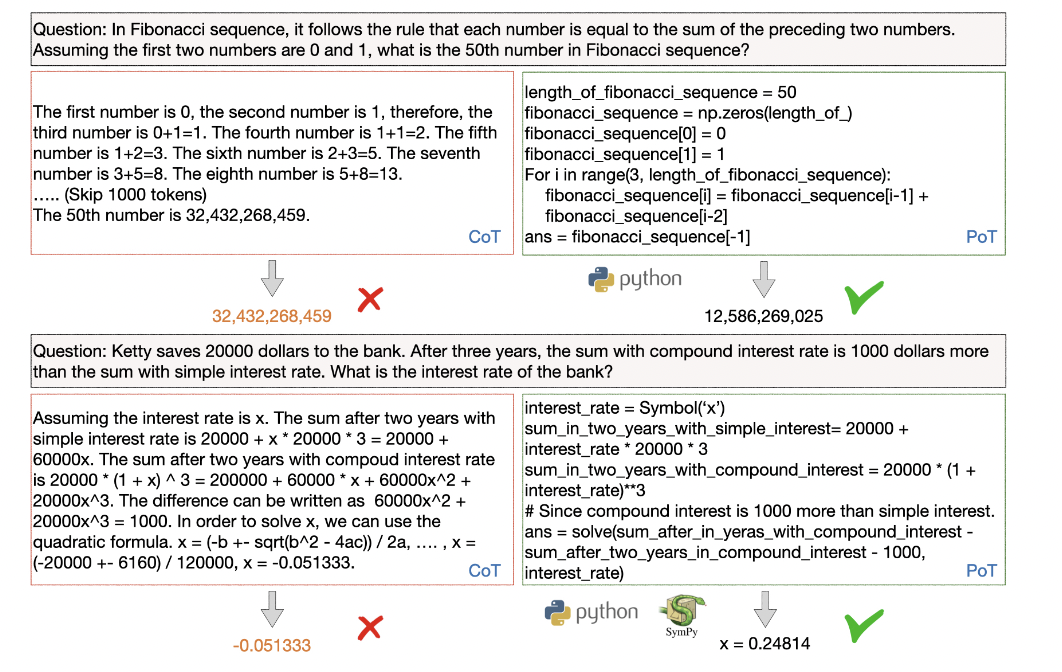 Question: In Fibonacci sequence, it follows the rule that each number is equal to the sum of the preceding two numbers.
Assuming the first two numbers are 0 and 1, what is the 50th number in Fibonacci sequence?
The first number is 0, the second number is 1, therefore, the
third number is 0+1=1. The fourth number is 1+1=2. The fifth
number is 1+2=3. The sixth number is 2+3=5. The seventh
number is 3+5=8. The eighth number is 5+8=13.
..... (Skip 1000 tokens)
The 50th number is 32,432,268,459.
CoT
length_of_fibonacci_sequence = 50
fibonacci_sequence = np.zeros(length_of_)
fibonacci_sequence[0] = 0
fibonacci_sequence[1] = 1
For i in range(3, length_of_fibonacci_sequence):
fibonacci_sequence[i] = fibonacci_sequence[i-1] +
fibonacci_sequence[i-2]
ans = fibonacci_sequence[-1]
PoT
python
32,432,268,459
12,586,269,025
Question: Ketty saves 20000 dollars to the bank. After three years, the sum with compound interest rate is 1000 dollars more
than the sum with simple interest rate. What is the interest rate of the bank?
Assuming the interest rate is x. The sum after two years with
simple interest rate is 20000 + x * 20000 * 3 = 20000 +
60000x. The sum after two years with compoud interest rate
is 20000 * (1 + x) ^ 3 = 200000 + 60000 * x + 60000x^2 +
20000x^3. The difference can be written as 60000x^2 +
20000x^3 = 1000. In order to solve x, we can use the
quadratic formula. x = (-b +- sqrt(b^2 - 4ac)) / 2a, .... , x =
(-20000 +- 6160) / 120000, x = -0.051333.
CoT
interest_rate = Symbol(‘x’)
sum_in_two_years_with_simple_interest= 20000 +
interest_rate * 20000 * 3
sum_in_two_years_with_compound_interest = 20000 * (1 +
interest_rate)**3
# Since compound interest is 1000 more than simple interest.
ans = solve(sum_after_in_yeras_with_compound_interest -
sum_after_two_years_in_compound_interest - 1000,
interest_rate)
PoT
python
SymPy
-0.051333
x = 0.24814